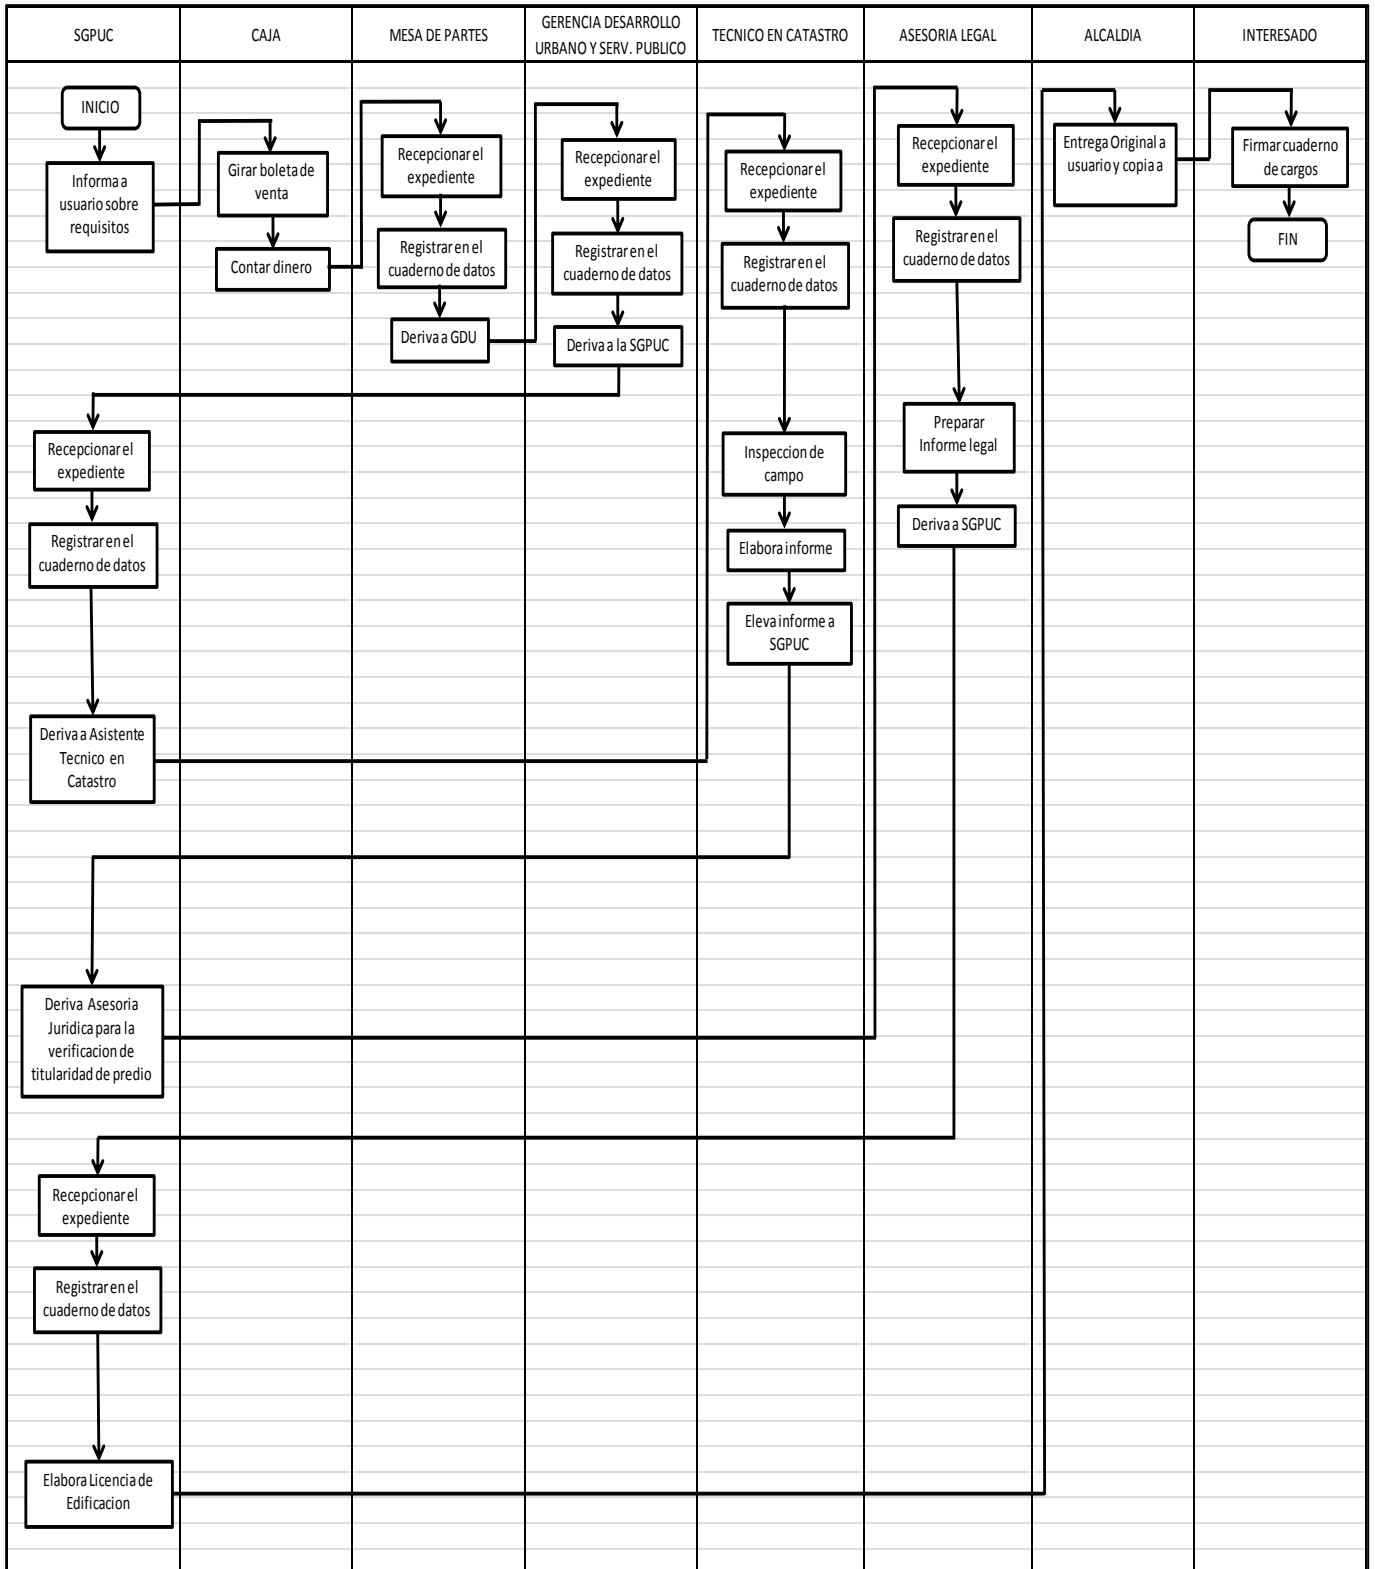 SGPUC
CAJA
MESA DE PARTES
GERENCIA DESARROLLO
URBANO Y SERV. PUBLICO
TECNICO EN CATASTRO
ASESORIA LEGAL
ALCALDIA
INTERESADO
INICIO
Informa a
usuario sobre
requisitos
Girar boleta de
venta
Contar dinero
Recepcionar el
expediente
Registrar en el
cuaderno de datos
Deriva a GDU
Recepcionar el
expediente
Registrar en el
cuaderno de datos
Deriva a la SGPUC
Recepcionar el
expediente
Registrar en el
cuaderno de datos
Deriva a Asistente
Tecnico en
Catastro
Recepcionar el
expediente
Registrar en el
cuaderno de datos
Inspeccion de
campo
Elabora informe
Eleva informe a
SGPUC
Deriva Asesoria
Juridica para la
verificacion de
titularidad de predio
Recepcionar el
expediente
Registrar en el
cuaderno de datos
Preparar
Informe legal
Deriva a SGPUC
Recepcionar el
expediente
Registrar en el
cuaderno de datos
Elabora Licencia de
Edificacion
Entrega Original a
usuario y copia a
Firmar cuaderno
de cargos
FIN